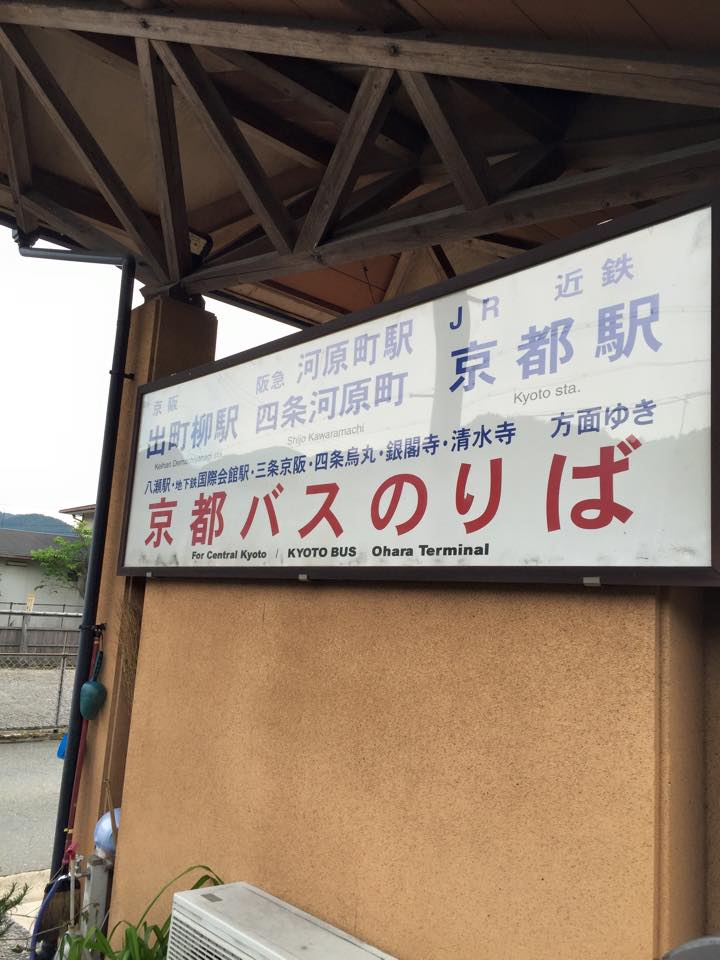 京阪 阪急 河原町駅 JR 近鉄
出町柳駅 四条河原町 京都駅
Keihan Demachiyanagi sta. Shijo Kawaramachi Kyoto sta.
八瀬駅・地下鉄国際会館駅・三条京阪・四条烏丸・銀閣寺・清水寺 方面ゆき
京都バスのりば
For Central Kyoto / KYOTO BUS Ohara Terminal